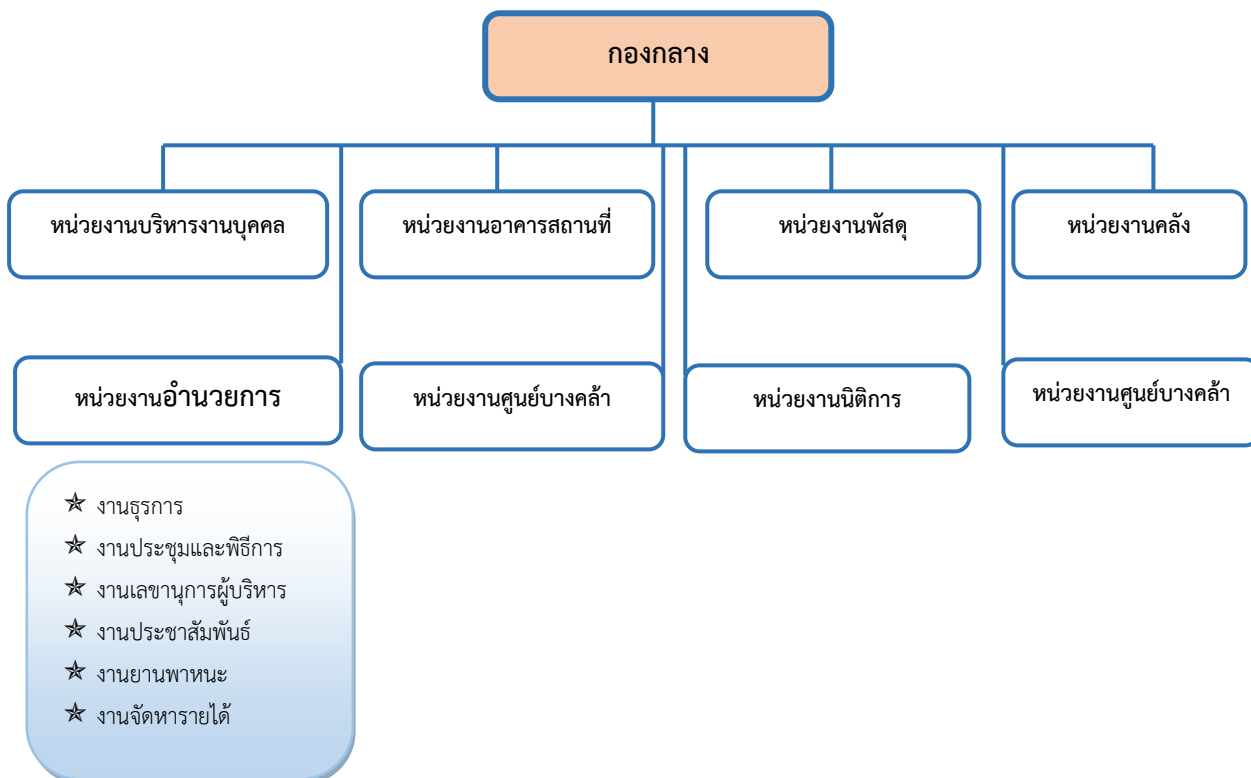 กองกลาง
หน่วยงานบริหารงานบุคคล
หน่วยงานอาคารสถานที่
หน่วยงานพัสดุ
หน่วยงานคลัง
หน่วยงานอำนวยการ
หน่วยงานศูนย์บางคล้า
หน่วยงานนิติการ
หน่วยงานศูนย์บางคล้า
งานธุรการ
งานประชุมและพิธีการ
งานเลขานุการผู้บริหาร
งานประชาสัมพันธ์
งานยานพาหนะ
งานจัดหารายได้